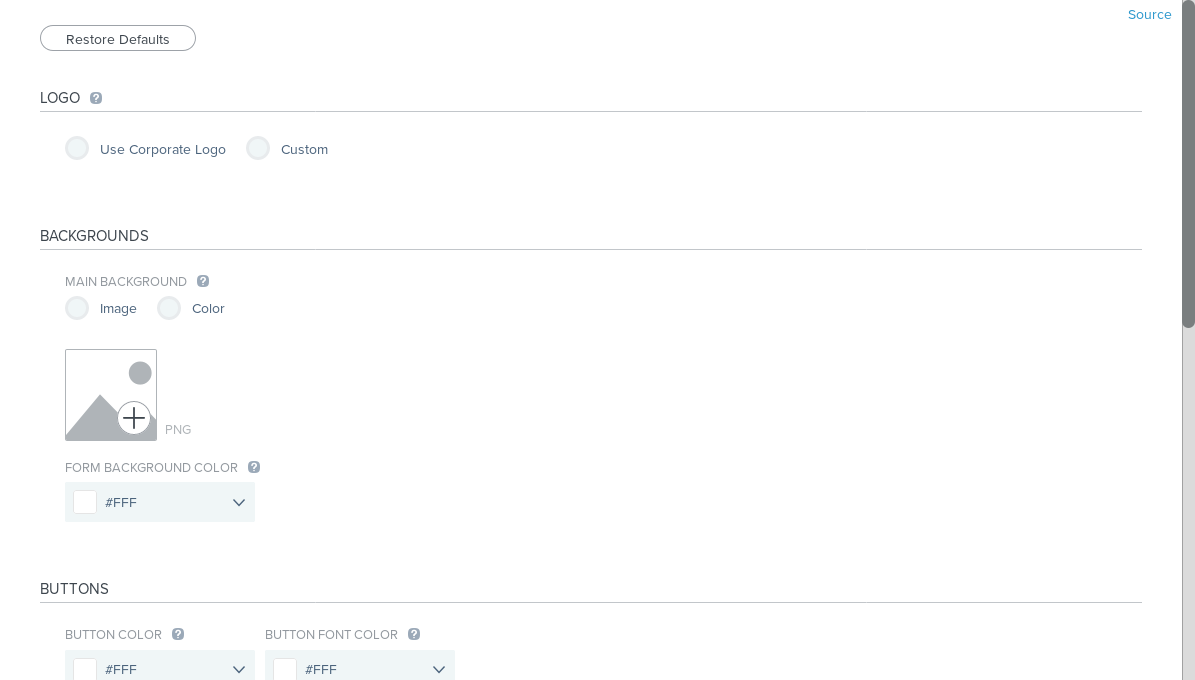 Source
Restore Defaults
LOGO ?
Use Corporate Logo Custom
BACKGROUNDS
MAIN BACKGROUND ?
Image Color
PNG
FORM BACKGROUND COLOR ?
#FFF
BUTTONS
BUTTON COLOR ? BUTTON FONT COLOR ?
#FFF #FFF